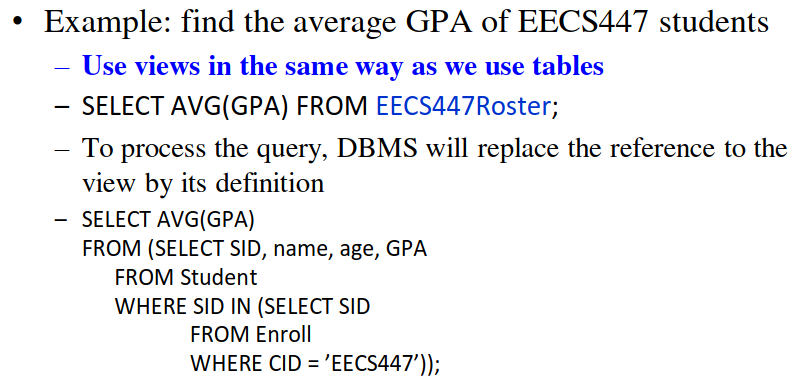 • Example: find the average GPA of EECS447 students
– Use views in the same way as we use tables
– SELECT AVG(GPA) FROM EECS447Roster;
– To process the query, DBMS will replace the reference to the
view by its definition
– SELECT AVG(GPA)
FROM (SELECT SID, name, age, GPA
FROM Student
WHERE SID IN (SELECT SID
FROM Enroll
WHERE CID = ’EECS447’));